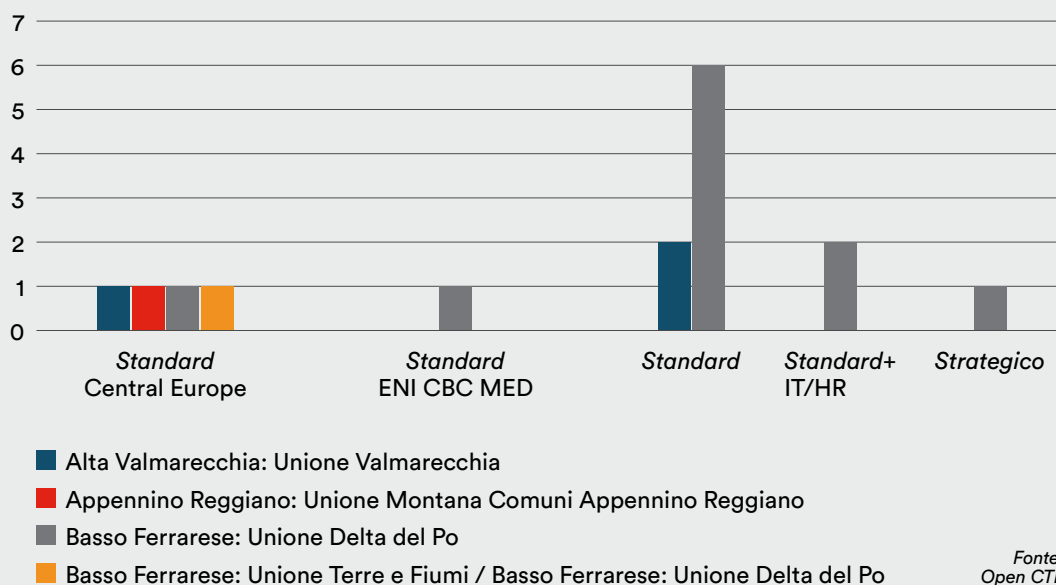 7
6
5
4
3
2
1
0
Standard
Central Europe
Standard
ENI CBC MED
Standard
Standard+
IT/HR
Strategico
Alta Valmarecchia: Unione Valmarecchia
Appennino Reggiano: Unione Montana Comuni Appennino Reggiano
Basso Ferrarese: Unione Delta del Po
Basso Ferrarese: Unione Terre e Fiumi / Basso Ferrarese: Unione Delta del Po
Fonte
Open CT